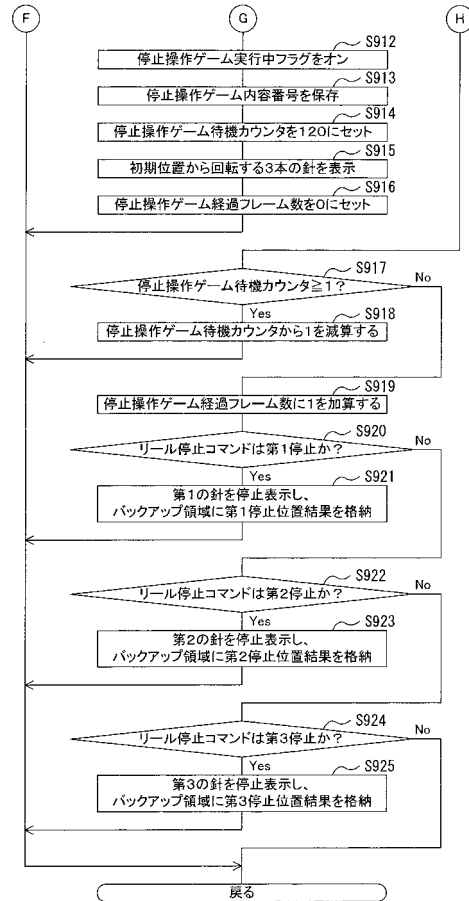 F
G
H
S912
停止操作ゲーム実行中フラグをオン
S913
停止操作ゲーム内容番号を保存
S914
停止操作ゲーム待機カウンタを120にセット
S915
初期位置から回転する3本の針を表示
S916
停止操作ゲーム経過フレーム数を0にセット
S917
停止操作ゲーム待機カウンタ≧1?
No
Yes
S918
停止操作ゲーム待機カウンタから1を減算する
S919
停止操作ゲーム経過フレーム数に1を加算する
S920
リール停止コマンドは第1停止か?
No
Yes
S921
第1の針を停止表示し、
バックアップ領域に第1停止位置結果を格納
S922
リール停止コマンドは第2停止か?
No
Yes
S923
第2の針を停止表示し、
バックアップ領域に第2停止位置結果を格納
S924
リール停止コマンドは第3停止か?
No
Yes
S925
第3の針を停止表示し、
バックアップ領域に第3停止位置結果を格納
戻る